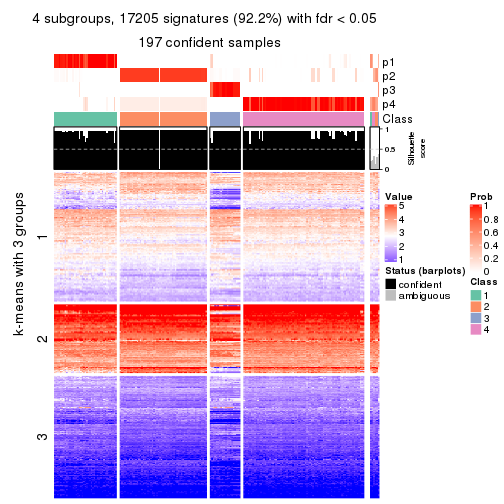 4 subgroups, 17205 signatures (92.2%) with fdr < 0.05
197 confident samples
p1
p2
p3
p4
Class
1
0.5
0
Silhouette
score
k-means with 3 groups
1
2
3
Value
5
4
3
2
1
Status (barplots)
confident
ambiguous
Prob
1
0.8
0.6
0.4
0.2
0
Class
1
2
3
4